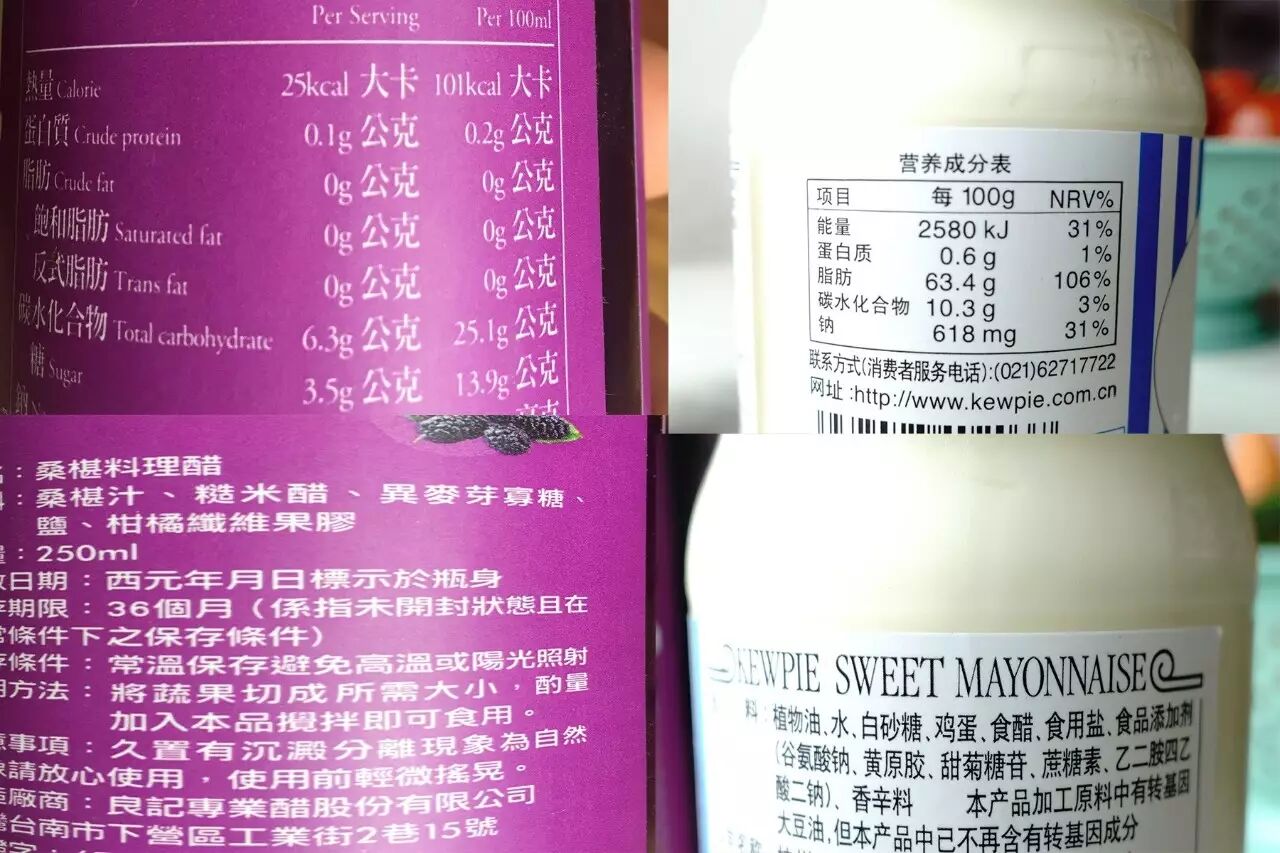 Per Serving Per 100ml
熱量 Calorie 25kcal 大卡 101kcal 大卡
蛋白質 Crude protein 0.1g 公克 0.2g 公克
脂肪 Crude fat 0g 公克 0g 公克
飽和脂肪 Saturated fat 0g 公克 0g 公克
反式脂肪 Trans fat 0g 公克 0g 公克
碳水化合物 Total carbohydrate 6.3g 公克 25.1g 公克
糖 Sugar 3.5g 公克 13.9g 公克
营养成分表
项目 每 100g NRV%
能量 2580 kJ 31%
蛋白质 0.6 g 1%
脂肪 63.4 g 106%
碳水化合物 10.3 g 3%
钠 618 mg 31%
联系方式(消费者服务电话):(021)62717722
网址 :http://www.kewpie.com.cn
：桑椹料理醋
：桑椹汁、糙米醋、異麥芽寡糖、
鹽、柑橘纖維果膠
：250ml
日期：西元年月日標示於瓶身
期限：36個月（係指未開封狀態且在
條件下之保存條件）
條件：常溫保存避免高溫或陽光照射
方法：將蔬果切成所需大小，酌量
加入本品攪拌即可食用。
事項：久置有沉澱分離現象為自然
請放心使用，使用前輕微搖晃。
廠商：良記專業醋股份有限公司
台南市下營區工業街2巷15號
KEWPIE SWEET MAYONNAISE
料：植物油、水、白砂糖、鸡蛋、食醋、食用盐、食品添加剂
(谷氨酸钠、黄原胶、甜菊糖苷、蔗糖素、乙二胺四乙
酸二钠)、香辛料 本产品加工原料中有转基因
大豆油,但本产品中已不再含有转基因成分